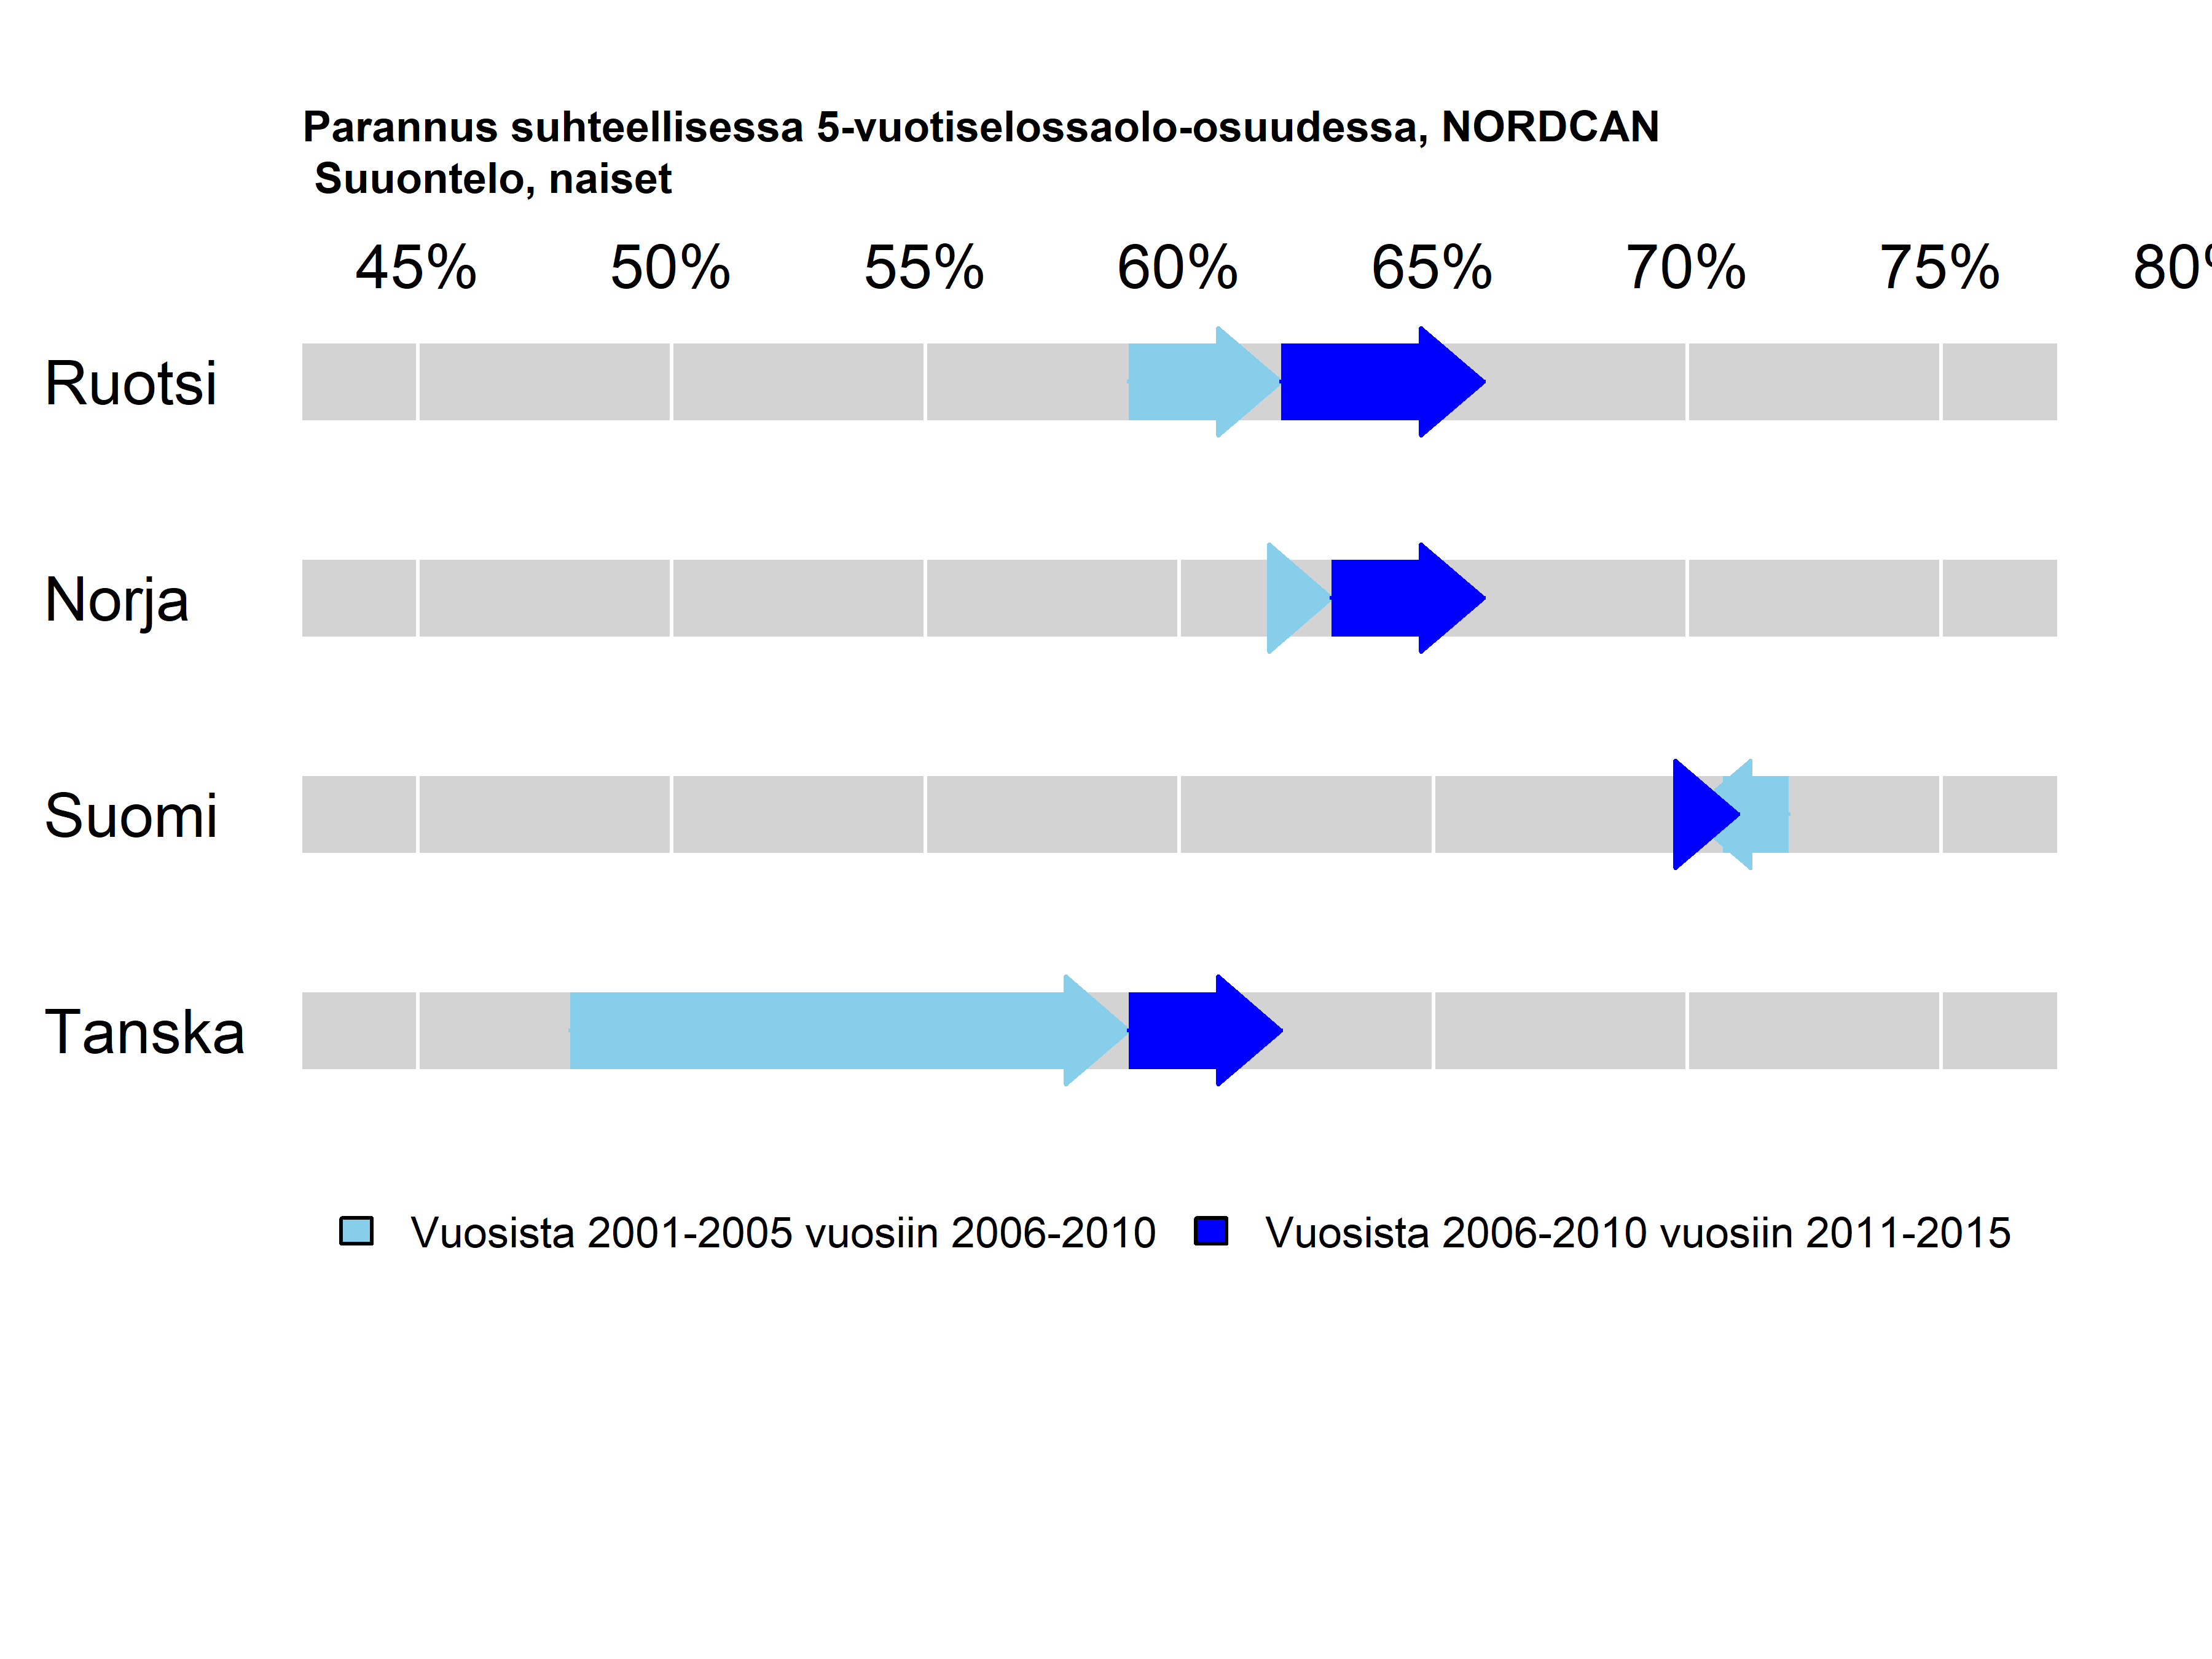 Parannus suhteellisessa 5-vuotiselossaolo-osuudessa, NORDCAN
Suuontelo, naiset
45% 50% 55% 60% 65% 70% 75% 80%
Ruotsi
Norja
Suomi
Tanska
Vuosista 2001-2005 vuosiin 2006-2010 Vuosista 2006-2010 vuosiin 2011-2015